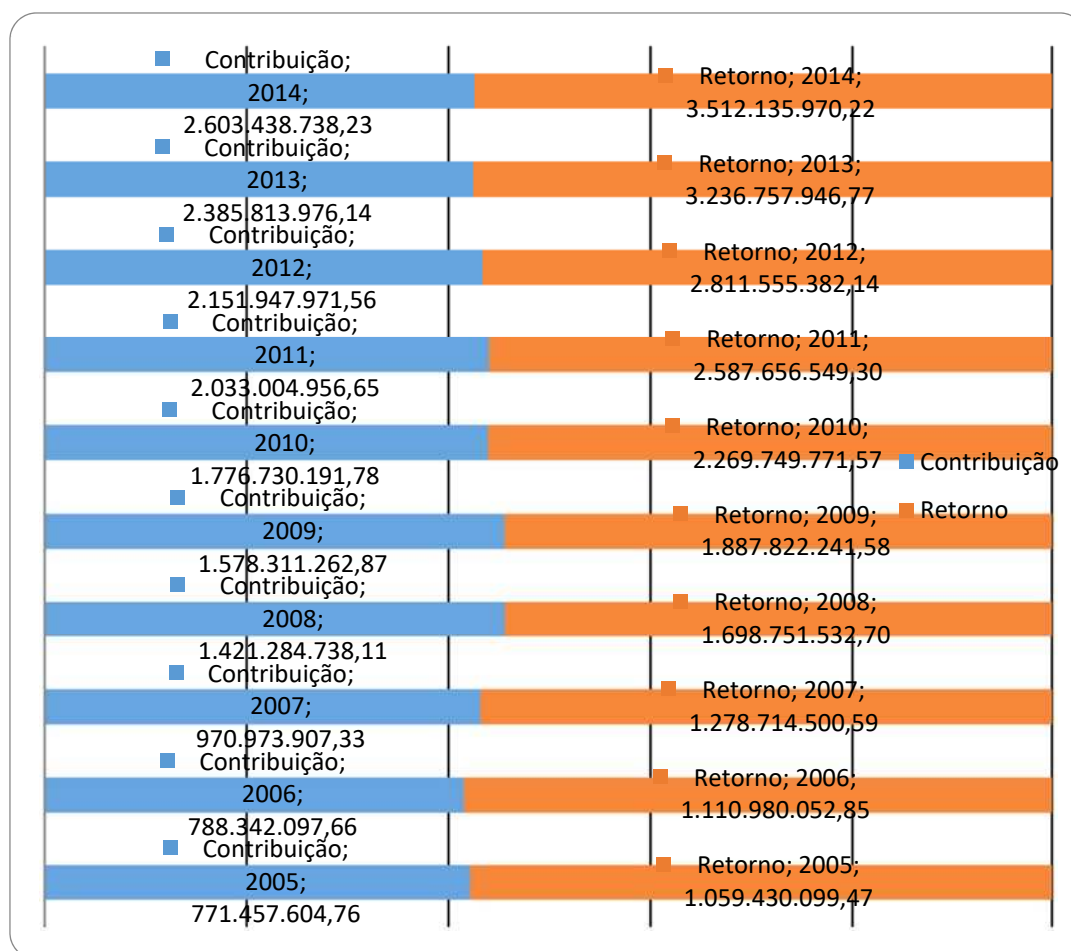 Contribuição;
2014;
2.603.438.738,23
Retorno; 2014;
3.512.135.970,22
Contribuição;
2013;
2.385.813.976,14
Retorno; 2013;
3.236.757.946,77
Contribuição;
2012;
2.151.947.971,56
Retorno; 2012;
2.811.555.382,14
Contribuição;
2011;
2.033.004.956,65
Retorno; 2011;
2.587.656.549,30
Contribuição;
2010;
1.776.730.191,78
Retorno; 2010;
2.269.749.771,57
Contribuição;
2009;
1.578.311.262,87
Retorno; 2009;
1.887.822.241,58
Contribuição;
2008;
1.421.284.738,11
Retorno; 2008;
1.698.751.532,70
Contribuição;
2007;
970.973.907,33
Retorno; 2007;
1.278.714.500,59
Contribuição;
2006;
788.342.097,66
Retorno; 2006;
1.110.980.052,85
Contribuição;
2005;
771.457.604,76
Retorno; 2005;
1.059.430.099,47
Contribuição
Retorno